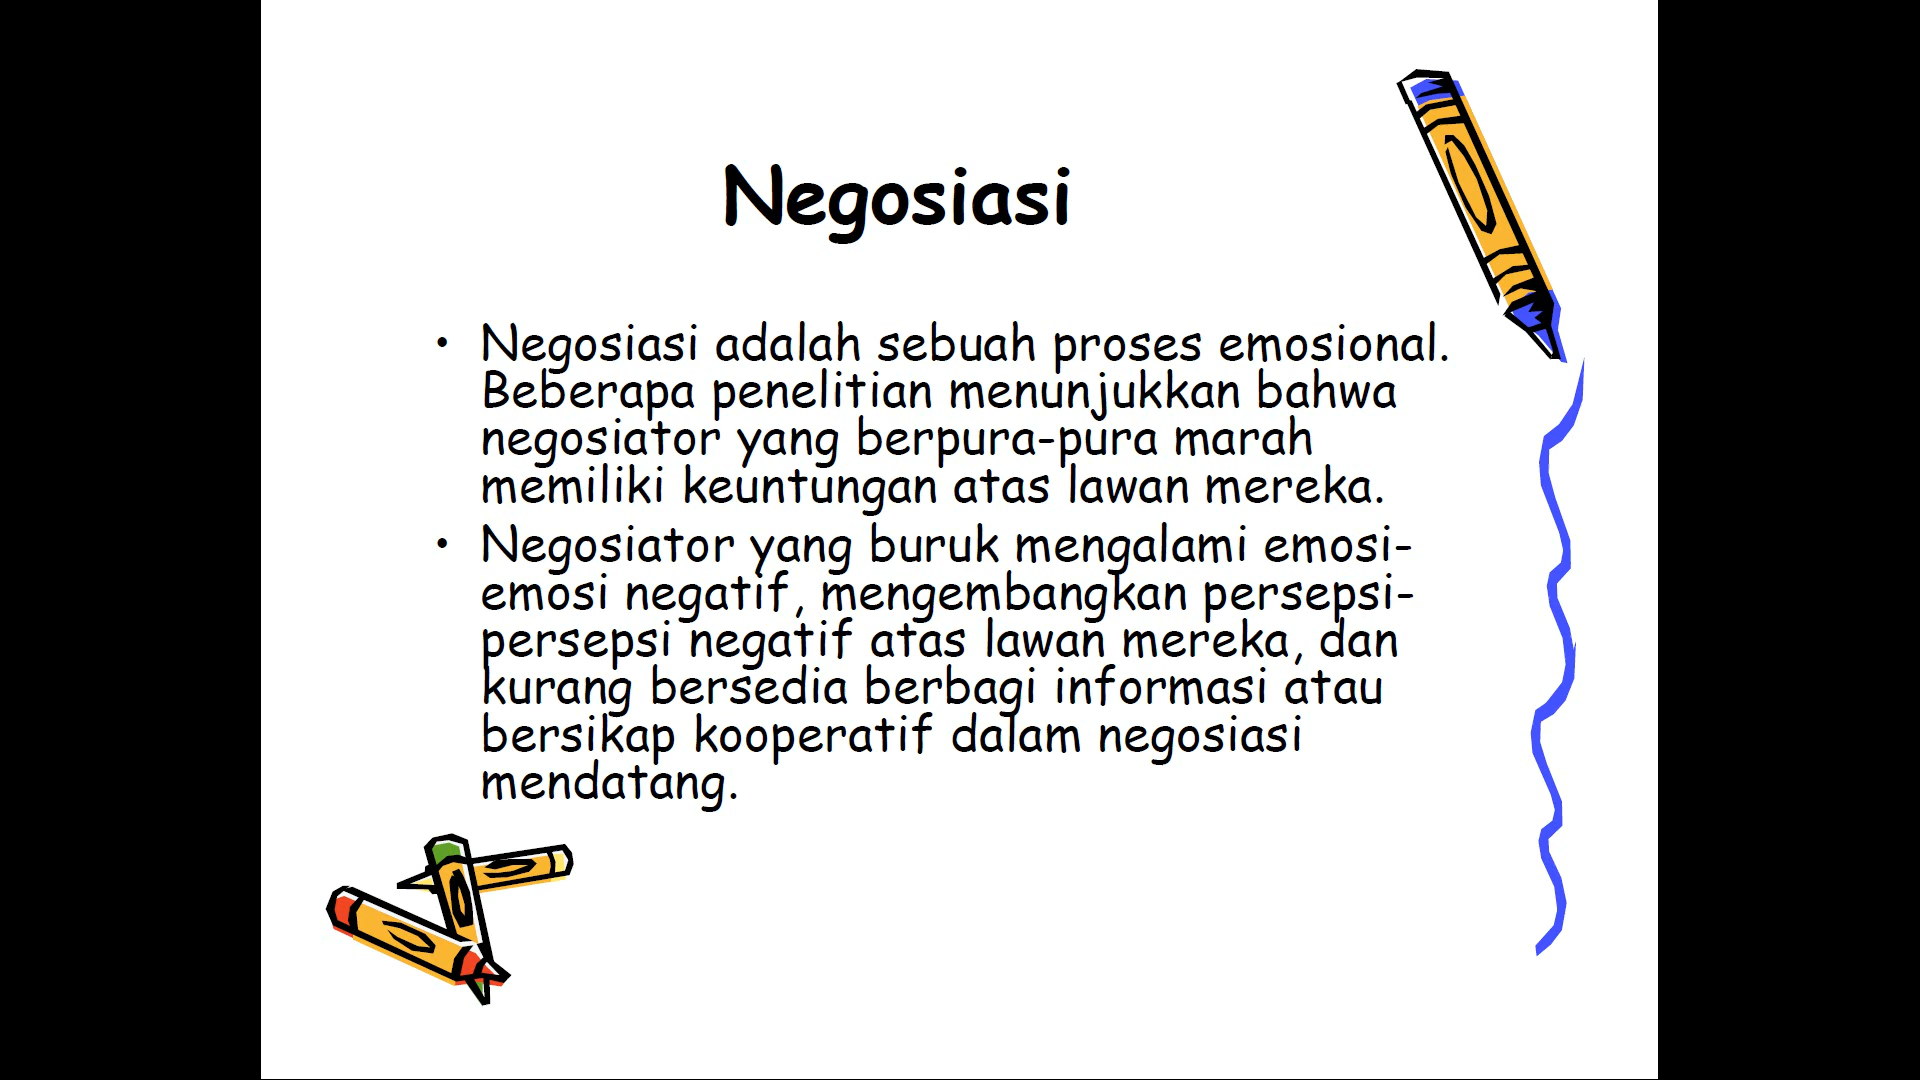 Negosiasi
• Negosiasi adalah sebuah proses emosional.
Beberapa penelitian menunjukkan bahwa
negosiator yang berpura-pura marah
memiliki keuntungan atas lawan mereka.
• Negosiator yang buruk mengalami emosi-
emosi negatif, mengembangkan persepsi-
persepsi negatif atas lawan mereka, dan
kurang bersedia berbagi informasi atau
bersikap kooperatif dalam negosiasi
mendatang.